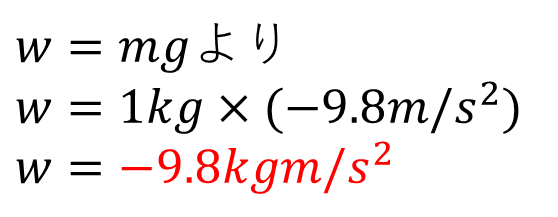 w = mgより
w = 1kg × (−9.8m/s²)
w = −9.8kgm/s²